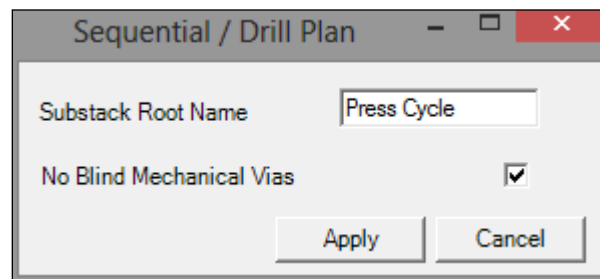 Sequential / Drill Plan
Substack Root Name Press Cycle
No Blind Mechanical Vias
Apply Cancel